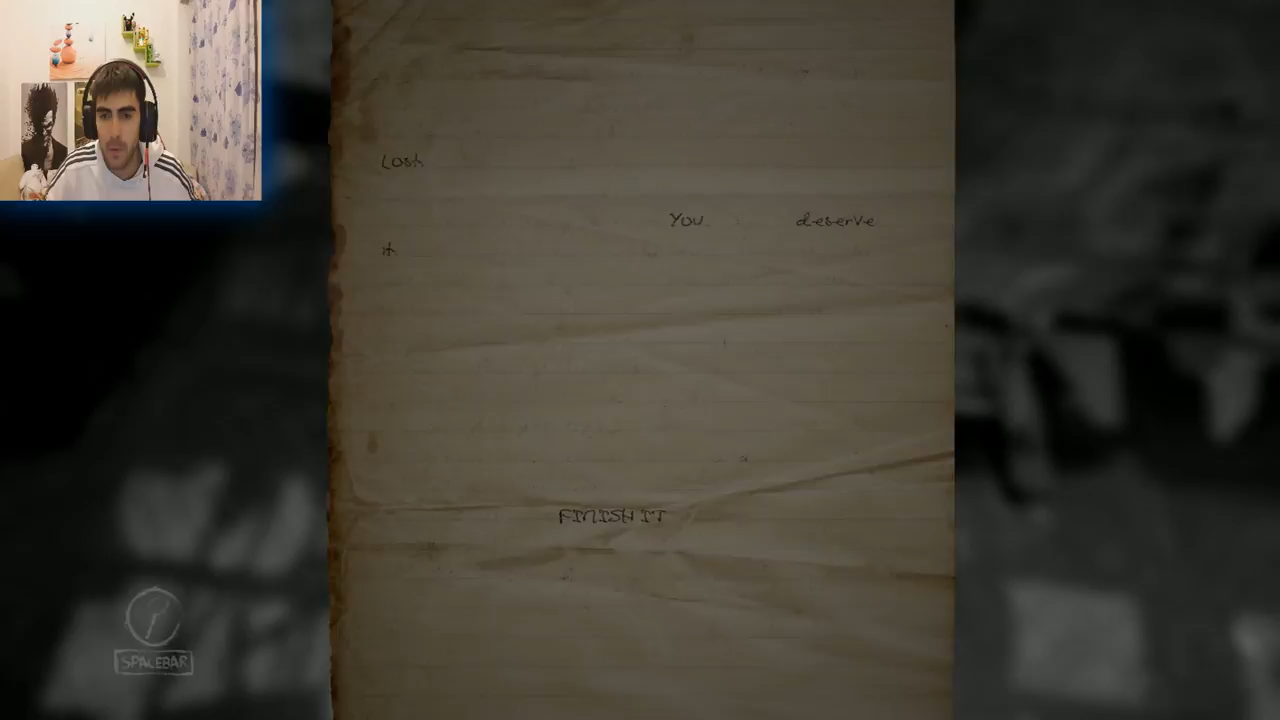 Lost
You deserve
it
FINISH IT
SPACEBAR